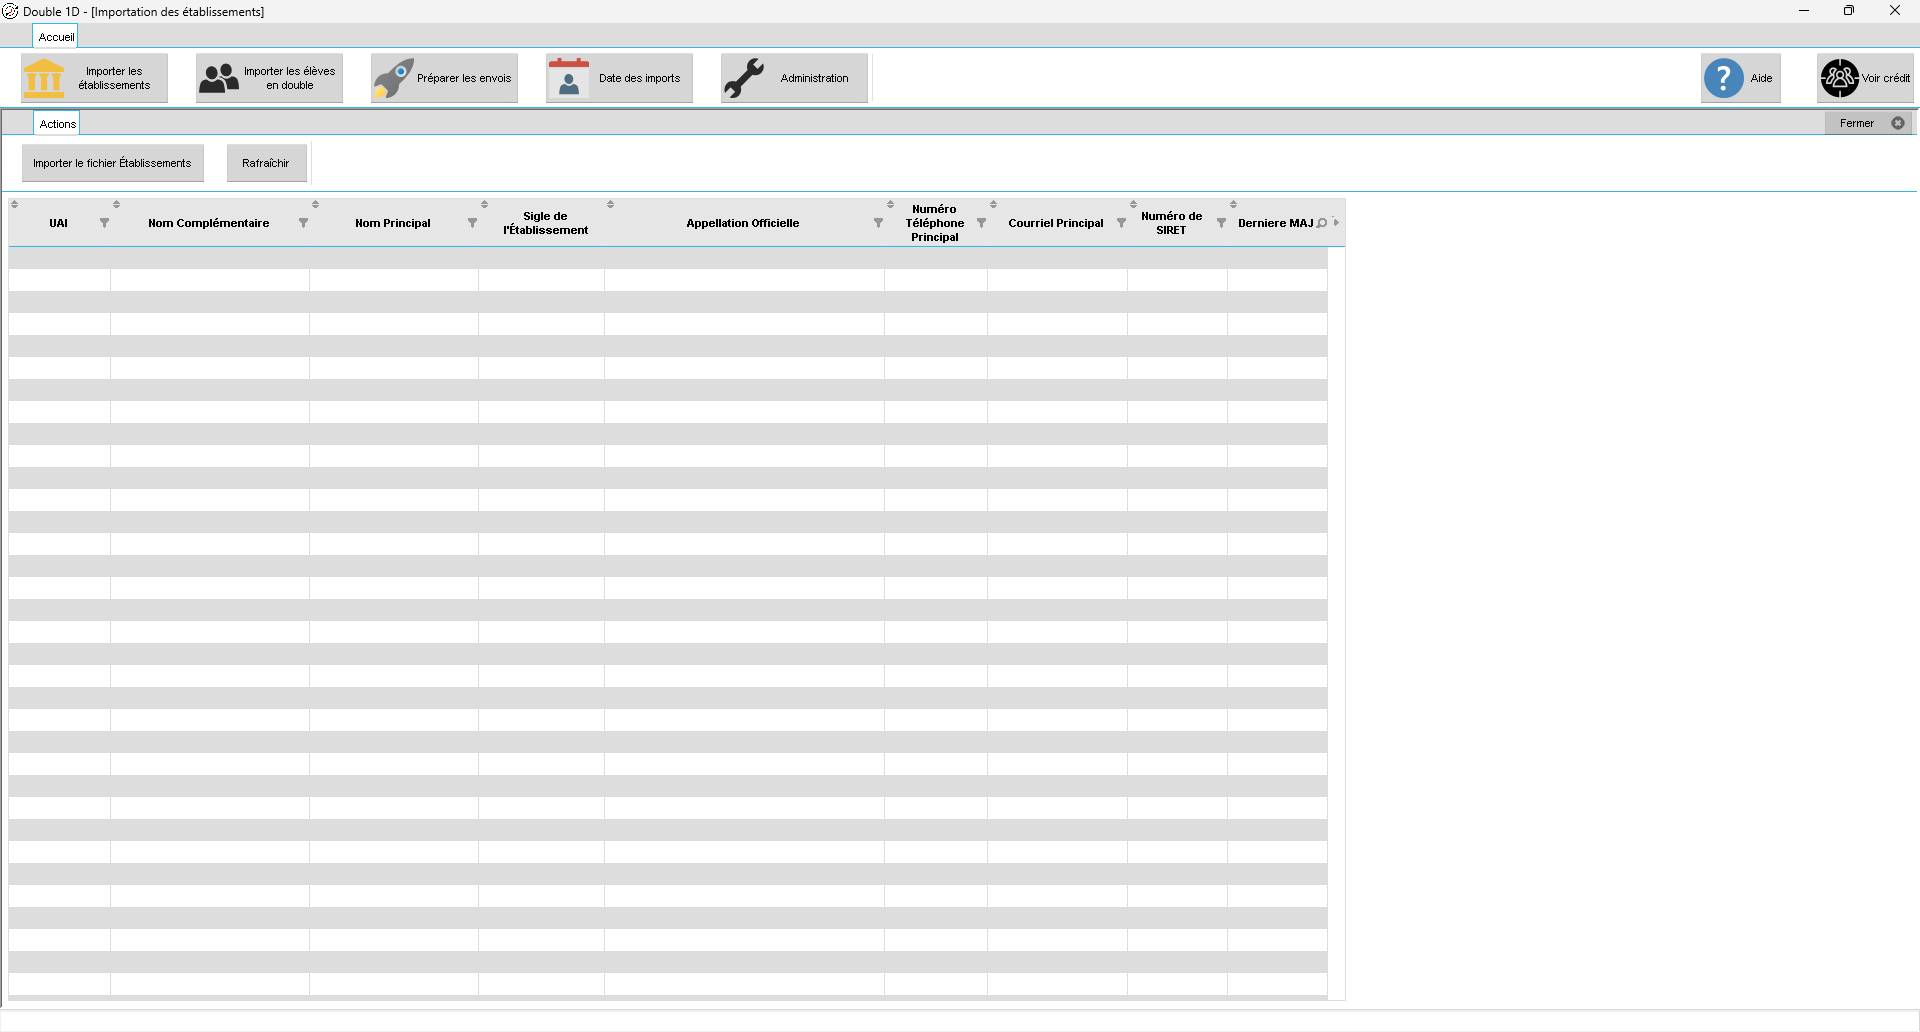 Double 1D - [Importation des établissements]
Accueil
Importer les
établissements
Importer les élèves
en double
Préparer les envois
Date des imports
Administration
Aide
Voir crédit
Actions
Fermer
Importer le fichier Établissements
Rafraîchir
UAI
Nom Complémentaire
Nom Principal
Sigle de
l'Établissement
Appellation Officielle
Numéro
Téléphone
Principal
Courriel Principal
Numéro de
SIRET
Derniere MAJ